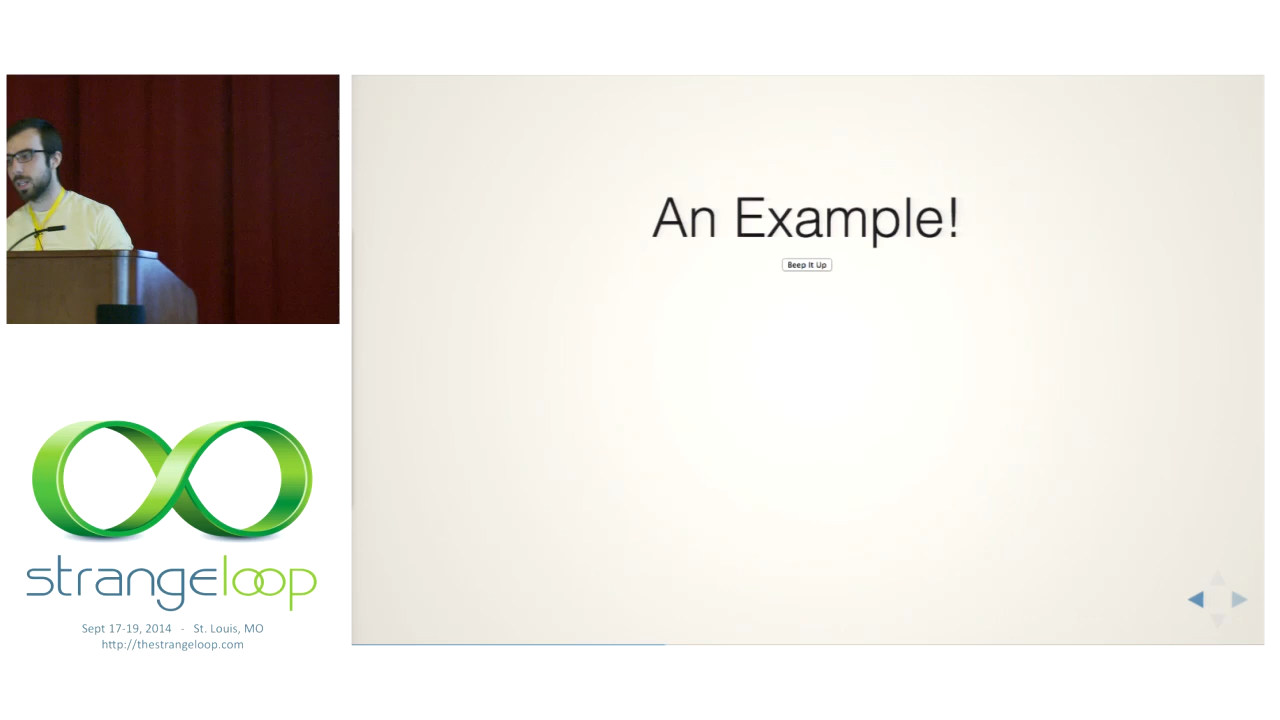 An Example!
Beep It Up
strangeloop
Sept 17-19, 2014 - St. Louis, MO
http://thestrangeloop.com